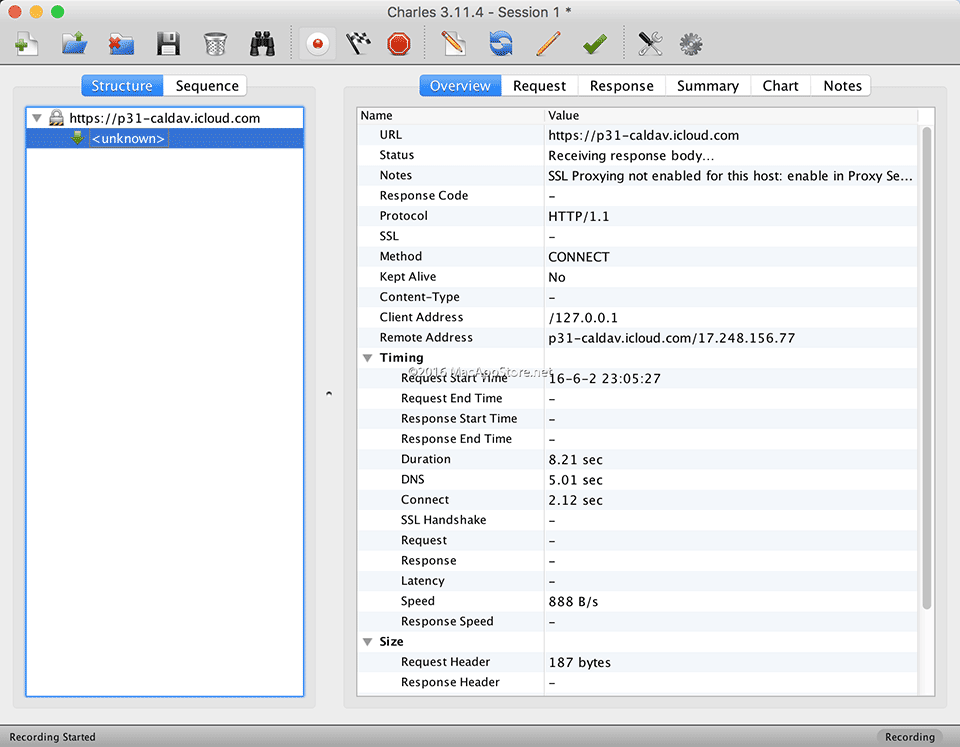 Charles 3.11.4 - Session 1 *
Structure Sequence
https://p31-caldav.icloud.com
<unknown>
Overview Request Response Summary Chart Notes
Name Value
URL https://p31-caldav.icloud.com
Status Receiving response body...
Notes SSL Proxying not enabled for this host: enable in Proxy Se...
Response Code –
Protocol HTTP/1.1
SSL –
Method CONNECT
Kept Alive No
Content-Type –
Client Address /127.0.0.1
Remote Address p31-caldav.icloud.com/17.248.156.77
Timing
©2016 MacAppStore.net
Request Start Time 16-6-2 23:05:27
Request End Time –
Response Start Time –
Response End Time –
Duration 8.21 sec
DNS 5.01 sec
Connect 2.12 sec
SSL Handshake –
Request –
Response –
Latency –
Speed 888 B/s
Response Speed –
Size
Request Header 187 bytes
Response Header –
Recording Started Recording